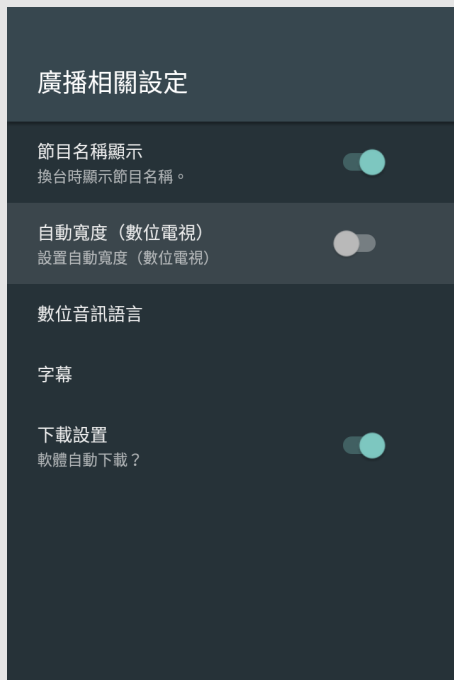 廣播相關設定
節目名稱顯示
換台時顯示節目名稱。
自動寬度（數位電視）
設置自動寬度（數位電視）
數位音訊語言
字幕
下載設置
軟體自動下載？